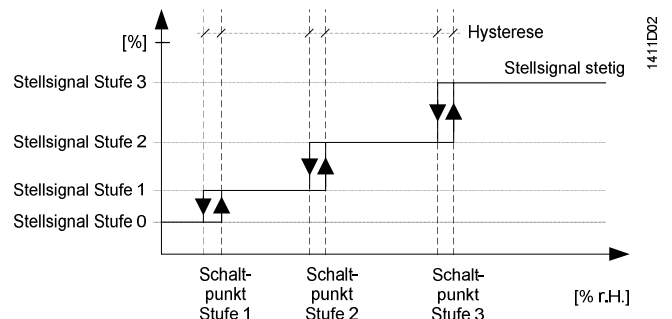 [%]
Hysterese
1411D02
Stellsignal stetig
Stellsignal Stufe 3
Stellsignal Stufe 2
Stellsignal Stufe 1
Stellsignal Stufe 0
Schalt-
punkt
Stufe 1
Schalt-
punkt
Stufe 2
Schalt-
punkt
Stufe 3
[% r.H.]